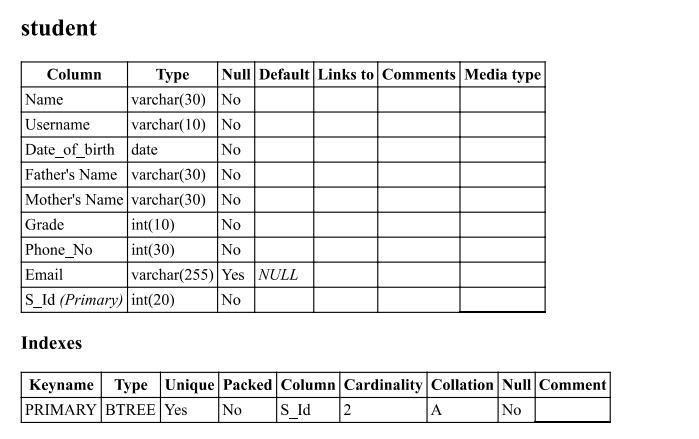 student
Column Type Null Default Links to Comments Media type
Name varchar(30) No
Username varchar(10) No
Date_of_birth date No
Father's Name varchar(30) No
Mother's Name varchar(30) No
Grade int(10) No
Phone_No int(30) No
Email varchar(255) Yes NULL
S_Id (Primary) int(20) No
Indexes
Keyname Type Unique Packed Column Cardinality Collation Null Comment
PRIMARY BTREE Yes No S_Id 2 A No